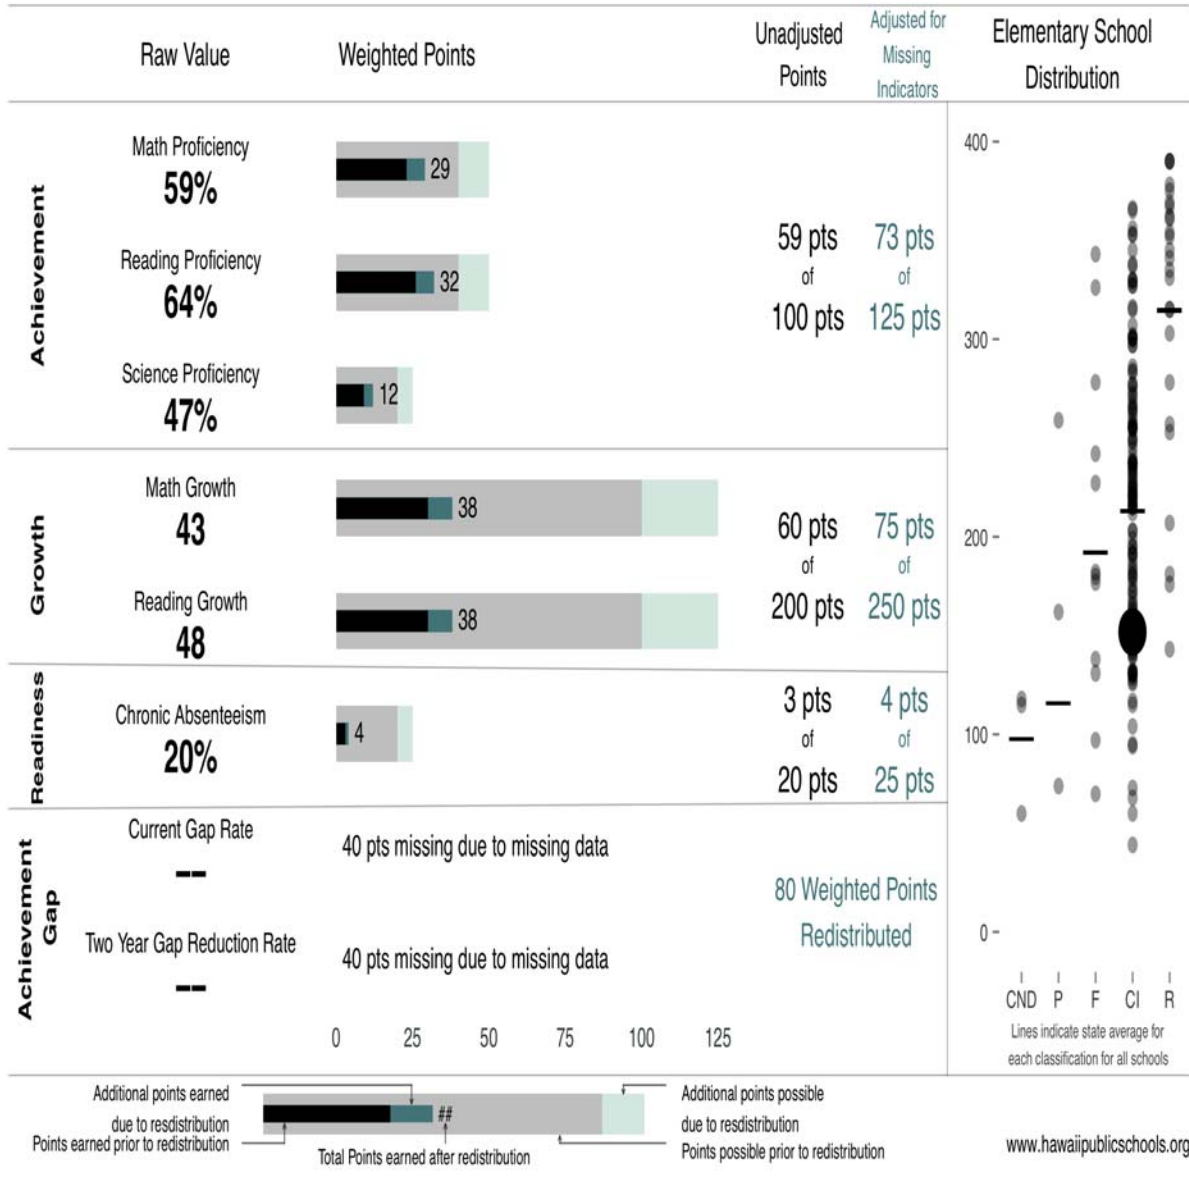 Raw Value
Weighted Points
Unadjusted
Points
Adjusted for
Missing
Indicators
Elementary School
Distribution
Achievement
Math Proficiency
59%
29
Reading Proficiency
64%
32
Science Proficiency
47%
12
59 pts
of
100 pts
73 pts
of
125 pts
Growth
Math Growth
43
38
Reading Growth
48
38
60 pts
of
200 pts
75 pts
of
250 pts
Readiness
Chronic Absenteeism
20%
4
3 pts
of
20 pts
4 pts
of
25 pts
Achievement
Gap
Current Gap Rate
--
40 pts missing due to missing data
Two Year Gap Reduction Rate
--
40 pts missing due to missing data
80 Weighted Points
Redistributed
0 25 50 75 100 125
400
300
200
100
0
CND P F CI R
Lines indicate state average for
each classification for all schools
Additional points earned
due to resdistribution
Points earned prior to redistribution
##
Total Points earned after redistribution
Additional points possible
due to resdistribution
Points possible prior to redistribution
www.hawaiipublicschools.org